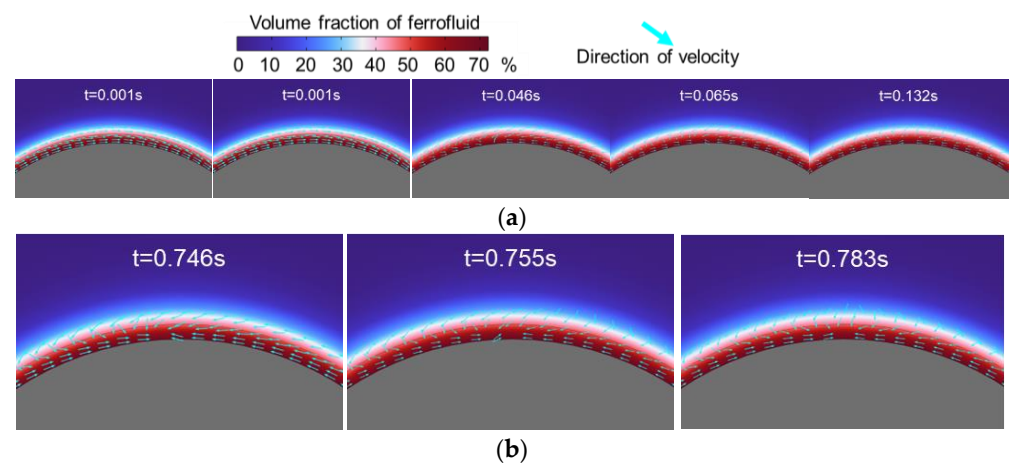 Volume fraction of ferrofluid
0 10 20 30 40 50 60 70 %
Direction of velocity
t=0.001s t=0.001s t=0.046s t=0.065s t=0.132s
(a)
t=0.746s t=0.755s t=0.783s
(b)